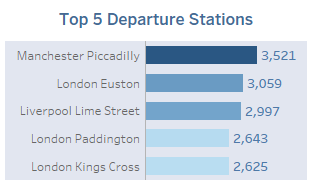 Top 5 Departure Stations
Manchester Piccadilly 3,521
London Euston 3,059
Liverpool Lime Street 2,997
London Paddington 2,643
London Kings Cross 2,625